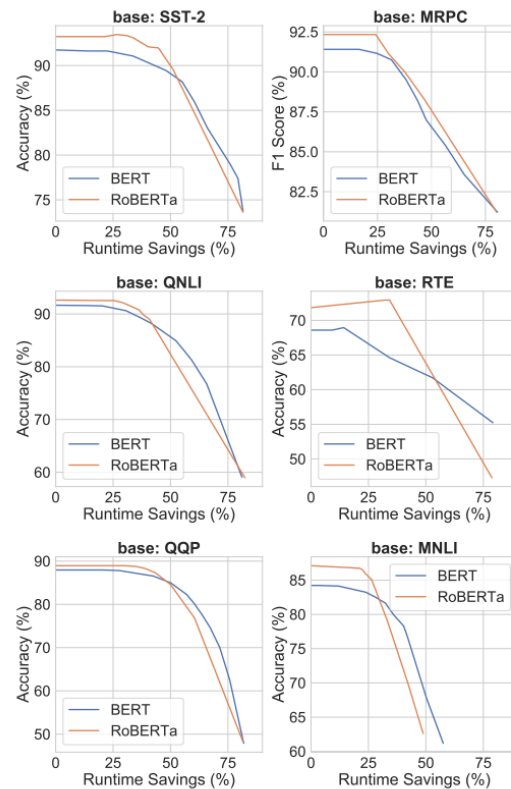 base: SST-2
Accuracy (%)
90
85
80
75
BERT
RoBERTa
0 25 50 75
Runtime Savings (%)
base: MRPC
F1 Score (%)
92.5
90.0
87.5
85.0
82.5
BERT
RoBERTa
0 25 50 75
Runtime Savings (%)
base: QNLI
Accuracy (%)
90
80
70
60
BERT
RoBERTa
0 25 50 75
Runtime Savings (%)
base: RTE
Accuracy (%)
70
65
60
55
50
BERT
RoBERTa
0 25 50 75
Runtime Savings (%)
base: QQP
Accuracy (%)
90
80
70
60
50
BERT
RoBERTa
0 25 50 75
Runtime Savings (%)
base: MNLI
Accuracy (%)
85
80
75
70
65
60
BERT
RoBERTa
0 25 50 75
Runtime Savings (%)